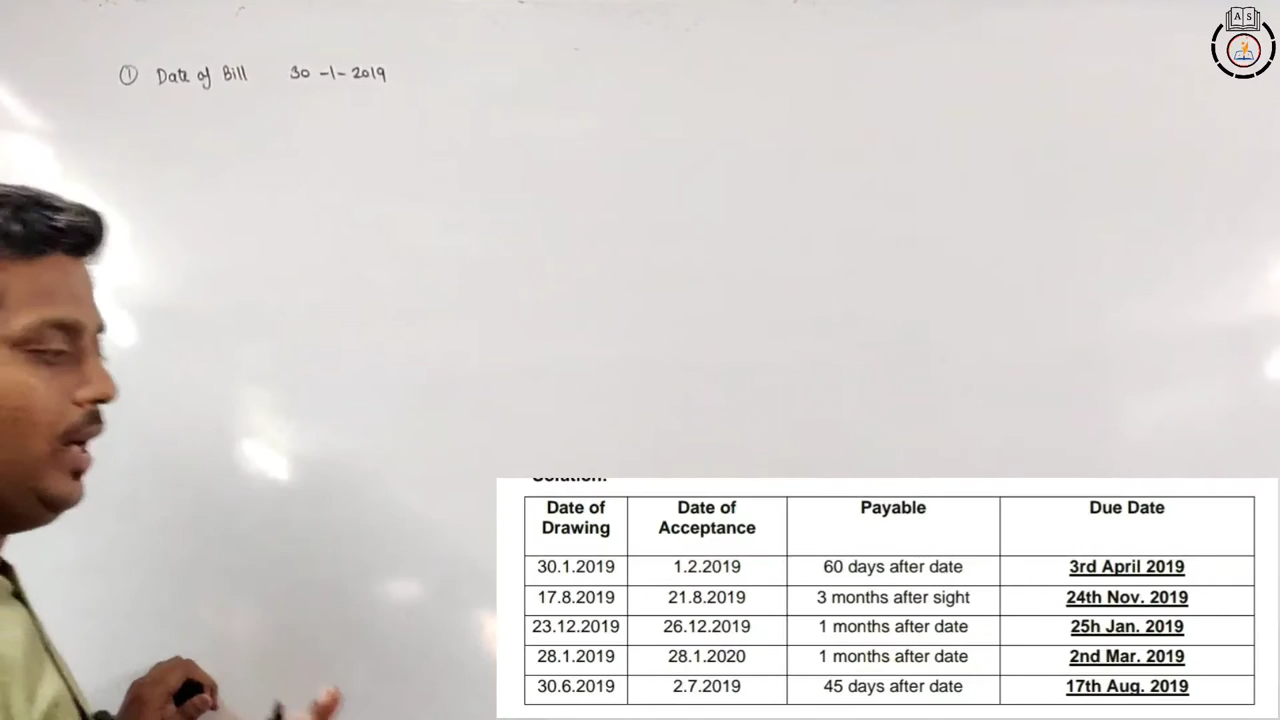 A S
① Date of Bill 30-1-2019
Date of Drawing Date of Acceptance Payable Due Date
30.1.2019 1.2.2019 60 days after date 3rd April 2019
17.8.2019 21.8.2019 3 months after sight 24th Nov. 2019
23.12.2019 26.12.2019 1 months after date 25h Jan. 2019
28.1.2019 28.1.2020 1 months after date 2nd Mar. 2019
30.6.2019 2.7.2019 45 days after date 17th Aug. 2019